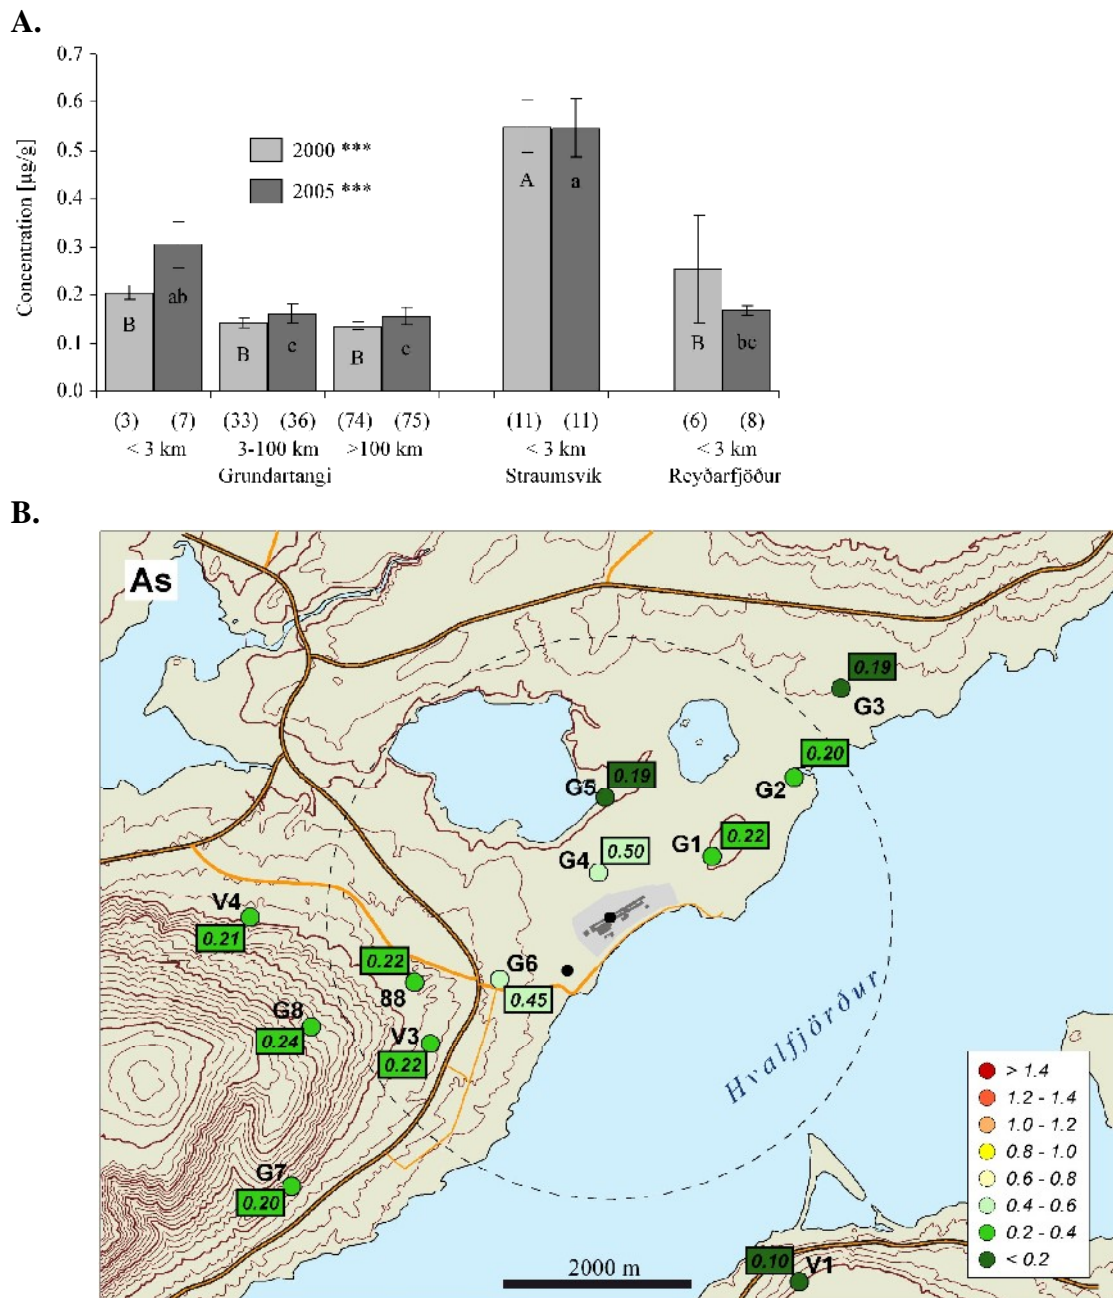 A.
0.7
0.6
0.5
0.4
0.3
0.2
0.1
0.0
Concentration [µg/g]
2000 ***
2005 ***
B
ab
B
c
B
c
A
a
B
bc
(3) (7) (33) (36) (74) (75) (11) (11) (6) (8)
< 3 km 3-100 km >100 km < 3 km < 3 km
Grundartangi Straumsvik Reyðarfjöður
B.
As
0.19
G3
0.20
G2
0.19
G5
0.22
G1
0.50
G4
V4
0.21
0.22
88
G6
0.45
G8
0.24
V3
0.22
Hvalfjörður
G7
0.20
0.10
V1
2000 m
> 1.4
1.2 - 1.4
1.0 - 1.2
0.8 - 1.0
0.6 - 0.8
0.4 - 0.6
0.2 - 0.4
< 0.2